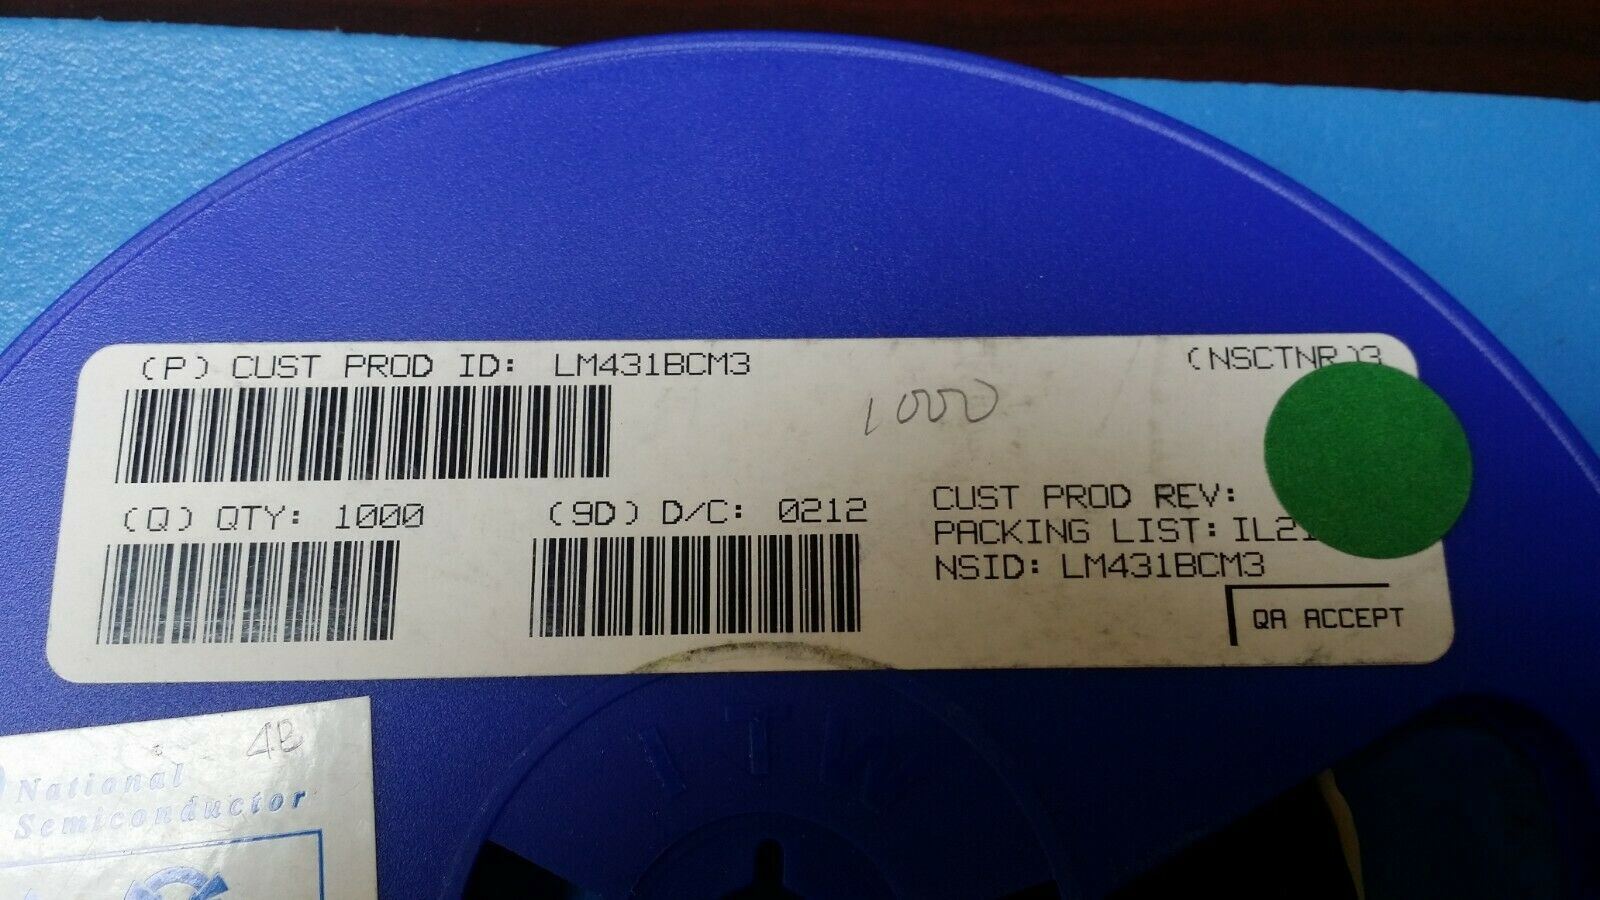 (P) CUST PROD ID: LM431BCM3
(NSCTNR)3
1000
(Q) QTY: 1000
(9D) D/C: 0212
CUST PROD REV:
PACKING LIST: IL21
NSID: LM431BCM3
QA ACCEPT
4B
National
Semiconductor